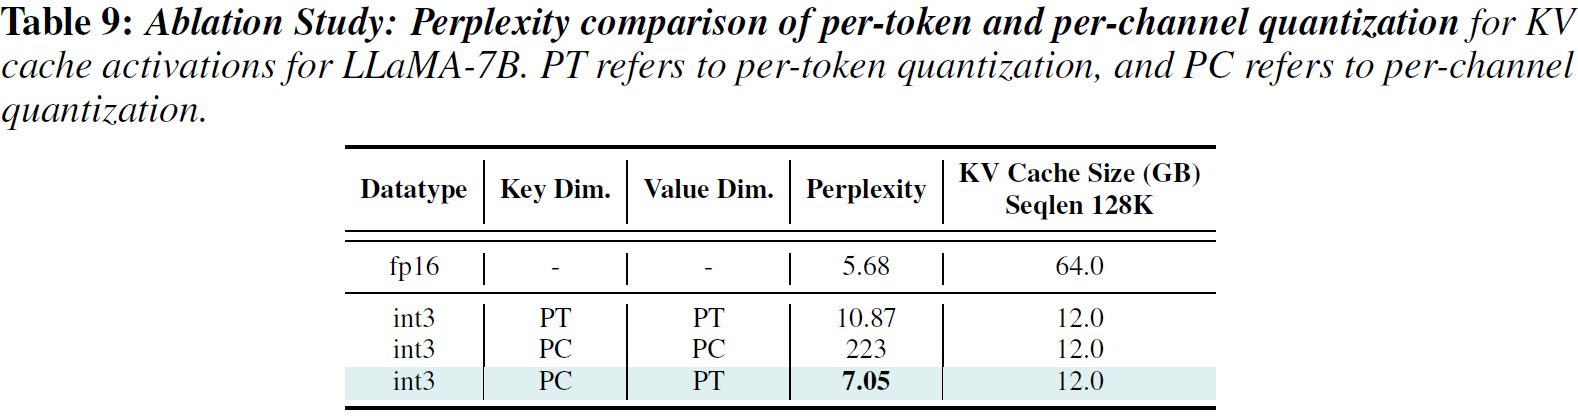 Table 9: Ablation Study: Perplexity comparison of per-token and per-channel quantization for KV
cache activations for LLaMA-7B. PT refers to per-token quantization, and PC refers to per-channel
quantization.
Datatype Key Dim. Value Dim. Perplexity KV Cache Size (GB) Seqlen 128K
fp16 - - 5.68 64.0
int3 PT PT 10.87 12.0
int3 PC PC 223 12.0
int3 PC PT 7.05 12.0